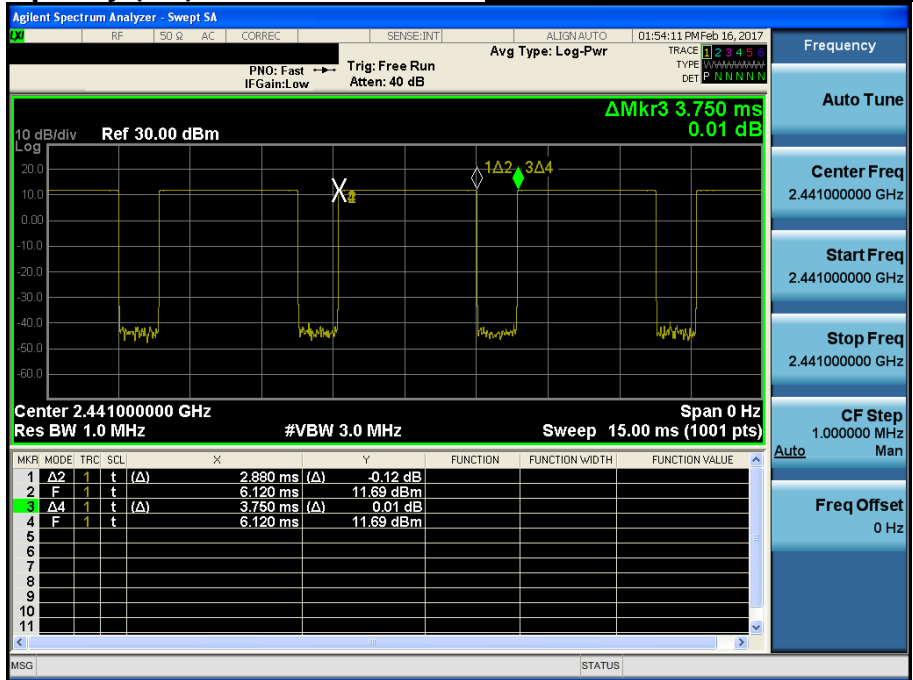 Agilent Spectrum Analyzer - Swept SA
LXI RF 50 Ω AC CORREC SENSE:INT ALIGN AUTO 01:54:11 PM Feb 16, 2017
Avg Type: Log-Pwr TRACE 1 2 3 4 5 6
PNO: Fast Trig: Free Run TYPE
IFGain:Low Atten: 40 dB DET P N N N N N
ΔMkr3 3.750 ms
0.01 dB
10 dB/div Ref 30.00 dBm
Log
20.0
10.0
0.00
-10.0
-20.0
-30.0
-40.0
-50.0
-60.0
1Δ2 3Δ4
Center 2.441000000 GHz Span 0 Hz
Res BW 1.0 MHz #VBW 3.0 MHz Sweep 15.00 ms (1001 pts)
MKR MODE TRC SCL X Y FUNCTION FUNCTION WIDTH FUNCTION VALUE
1 Δ2 1 t (Δ) 2.880 ms (Δ) -0.12 dB
2 F 1 t 6.120 ms 11.69 dBm
3 Δ4 1 t (Δ) 3.750 ms (Δ) 0.01 dB
4 F 1 t 6.120 ms 11.69 dBm
5
6
7
8
9
10
11
MSG STATUS
Frequency
Auto Tune
Center Freq
2.441000000 GHz
Start Freq
2.441000000 GHz
Stop Freq
2.441000000 GHz
CF Step
1.000000 MHz
Auto Man
Freq Offset
0 Hz